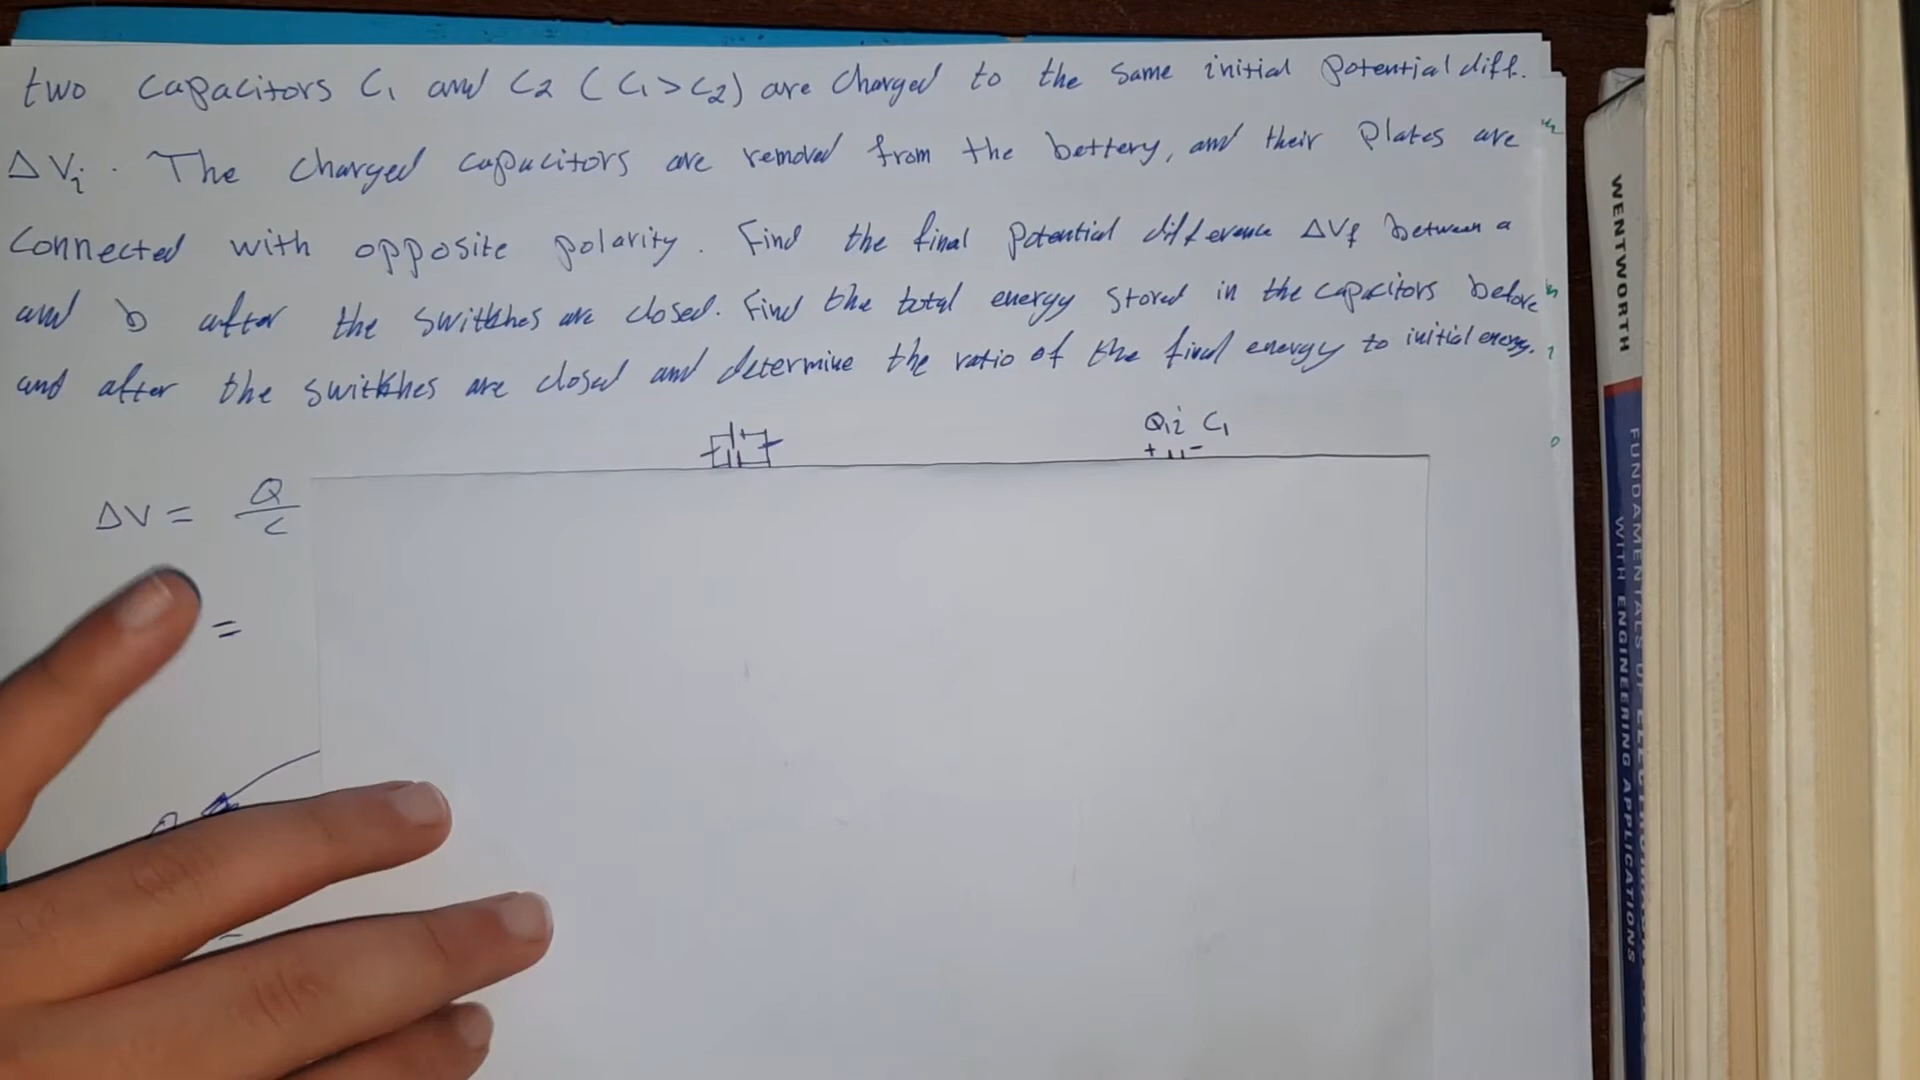 two capacitors C₁ and C₂ (C₁>C₂) are charged to the same initial potential diff.
ΔVi. The charged capacitors are removed from the battery, and their plates are
connected with opposite polarity. Find the final potential difference ΔVf between a
and b after the switches are closed. Find the total energy stored in the capacitors before
and after the switkhes are closed and determine the ratio of the final energy to initial energy.
Q₁i C₁
+ -
ΔV = Q/C
=
WENTWORTH
FUNDAMENTALS OF
WITH ENGINEERING APPLICATIONS